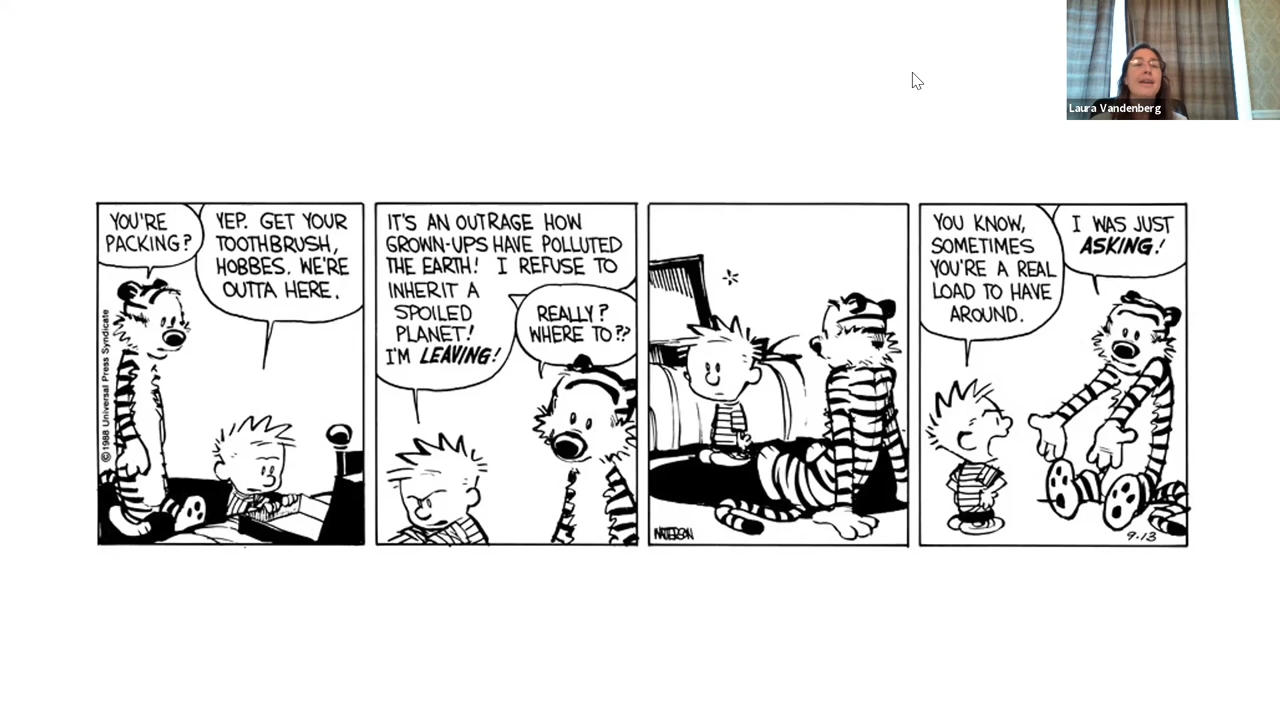 Laura Vandenberg
YOU'RE
PACKING?
YEP. GET YOUR
TOOTHBRUSH,
HOBBES. WE'RE
OUTTA HERE.
© 1988 Universal Press Syndicate
IT'S AN OUTRAGE HOW
GROWN-UPS HAVE POLLUTED
THE EARTH! I REFUSE TO
INHERIT A
SPOILED
PLANET!
I'M LEAVING!
REALLY?
WHERE TO??
WATTERSON
YOU KNOW,
SOMETIMES
YOU'RE A REAL
LOAD TO HAVE
AROUND.
I WAS JUST
ASKING!
9-13